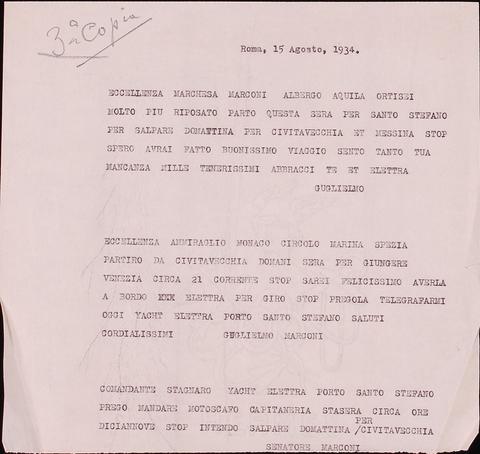 3ª Copia
Roma, 15 Agosto, 1934.
ECCELLENZA MARCHESA MARCONI ALBERGO AQUILA ORTISEI
MOLTO PIU RIPOSATO PARTO QUESTA SERA PER SANTO STEFANO
PER SALPARE DOMATTINA PER CIVITAVECCHIA ET MESSINA STOP
SPERO AVRAI FATTO BUONISSIMO VIAGGIO SENTO TANTO TUA
MANCANZA MILLE TENERISSIMI ABBRACCI TE ET ELETTRA
GUGLIELMO
ECCELLENZA AMMIRAGLIO MONACO CIRCOLO MARINA SPEZIA
PARTIRO DA CIVITAVECCHIA DOMANI SERA PER GIUNGERE
VENEZIA CIRCA 21 CORRENTE STOP SAREI FELICISSIMO AVERLA
A BORDO XXX ELETTRA PER GIRO STOP PREGOLA TELEGRAFARMI
OGGI YACHT ELETTRA PORTO SANTO STEFANO SALUTI
CORDIALISSIMI GUGLIELMO MARCONI
COMANDANTE STAGNARO YACHT ELETTRA PORTO SANTO STEFANO
PREGO MANDARE MOTOSCAFO CAPITANERIA STASERA CIRCA ORE
DICIANNOVE STOP INTENDO SALPARE DOMATTINA /PER CIVITAVECCHIA
SENATORE MARCONI